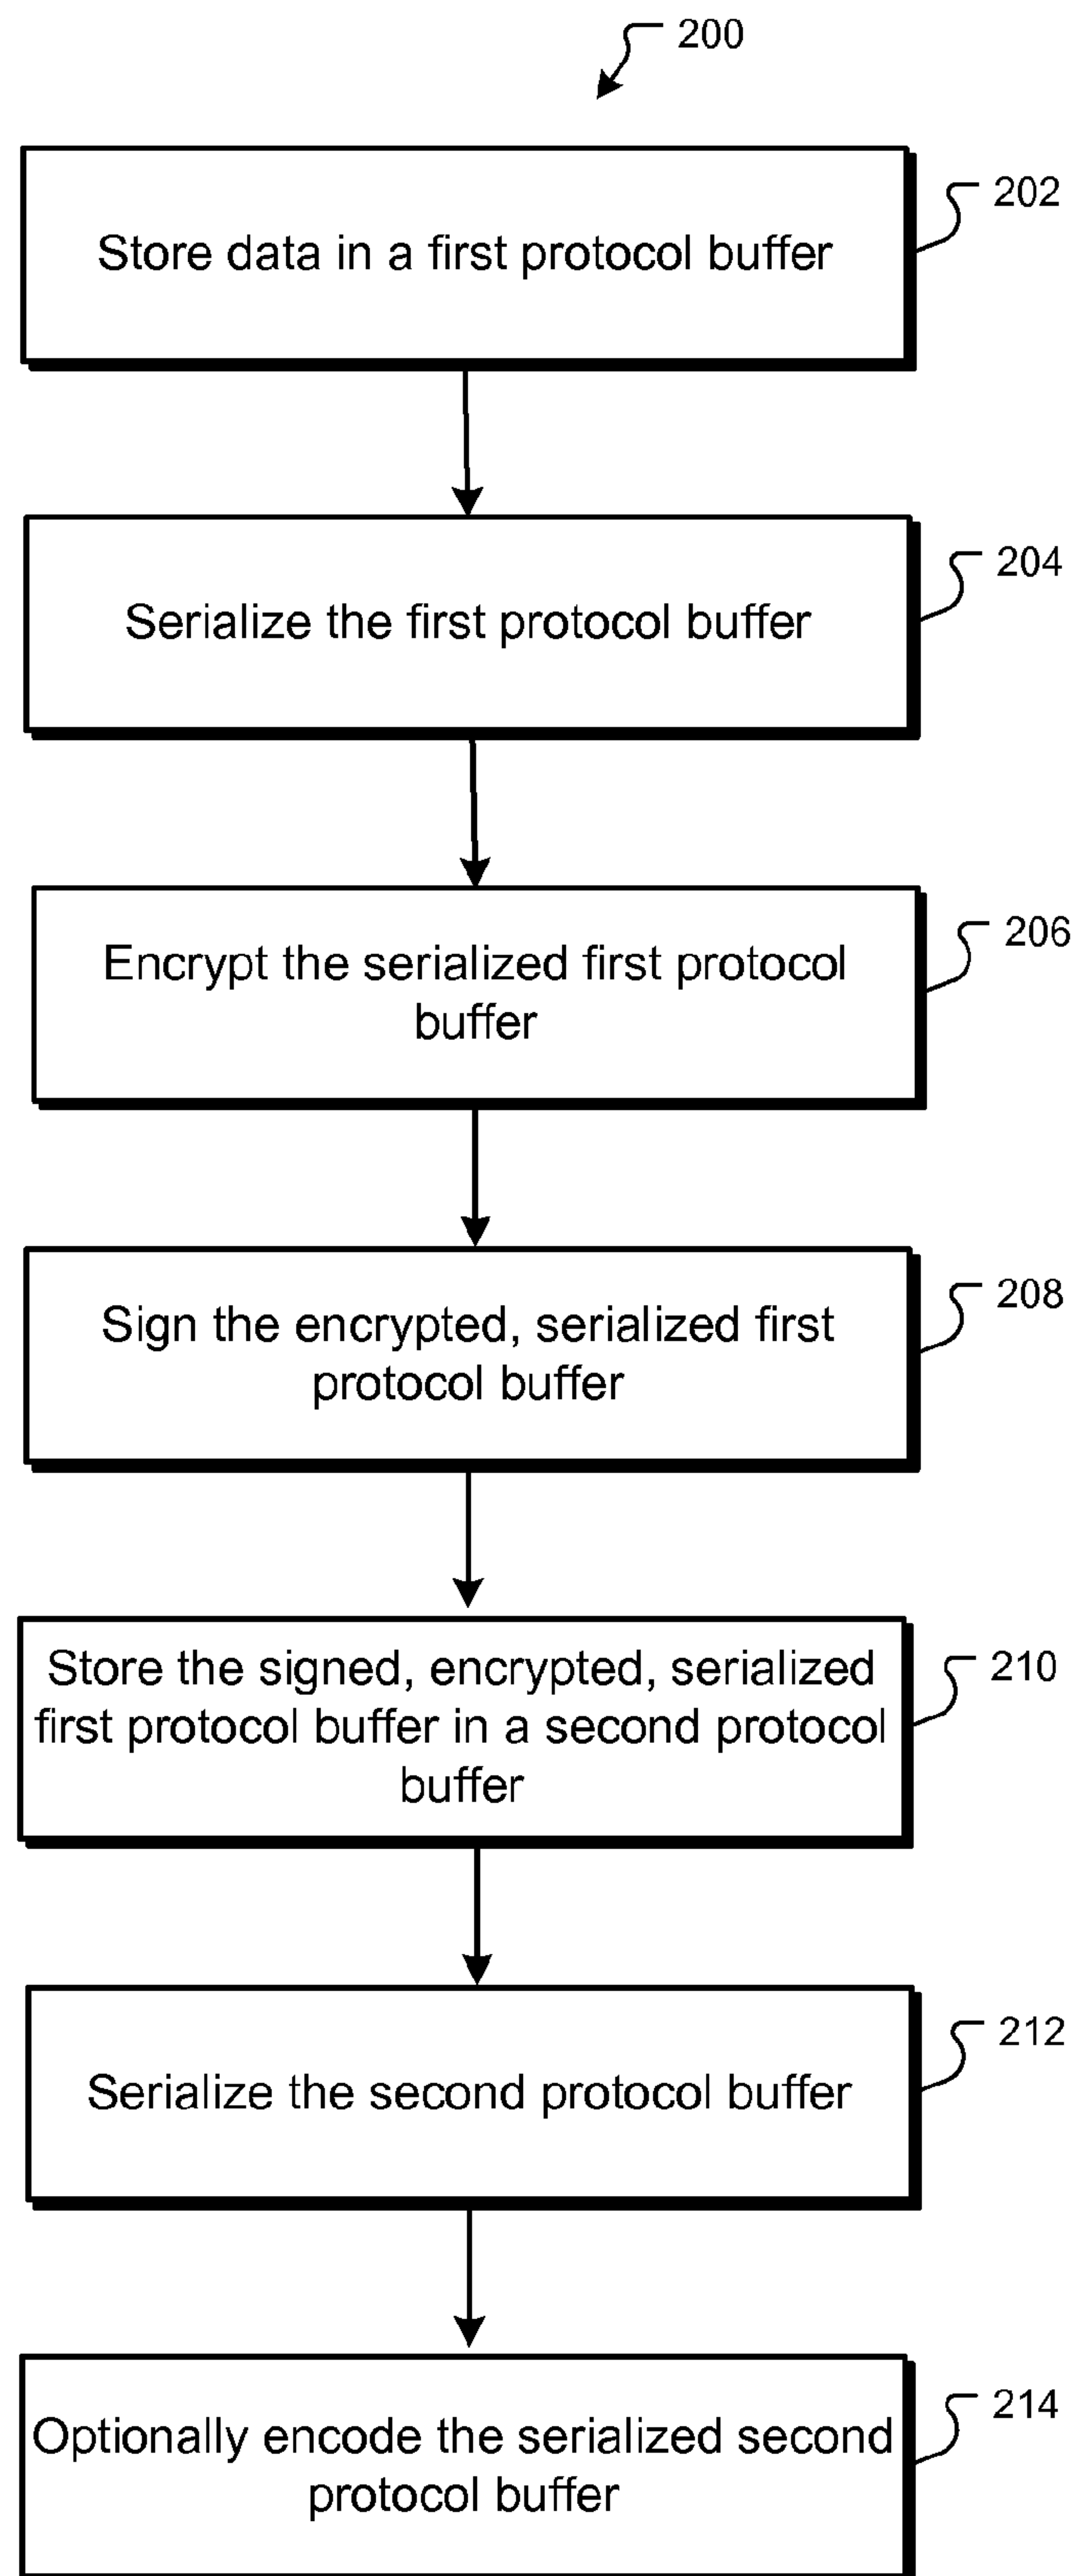 200
Store data in a first protocol buffer
202
Serialize the first protocol buffer
204
Encrypt the serialized first protocol
buffer
206
Sign the encrypted, serialized first
protocol buffer
208
Store the signed, encrypted, serialized
first protocol buffer in a second protocol
buffer
210
Serialize the second protocol buffer
212
Optionally encode the serialized second
protocol buffer
214